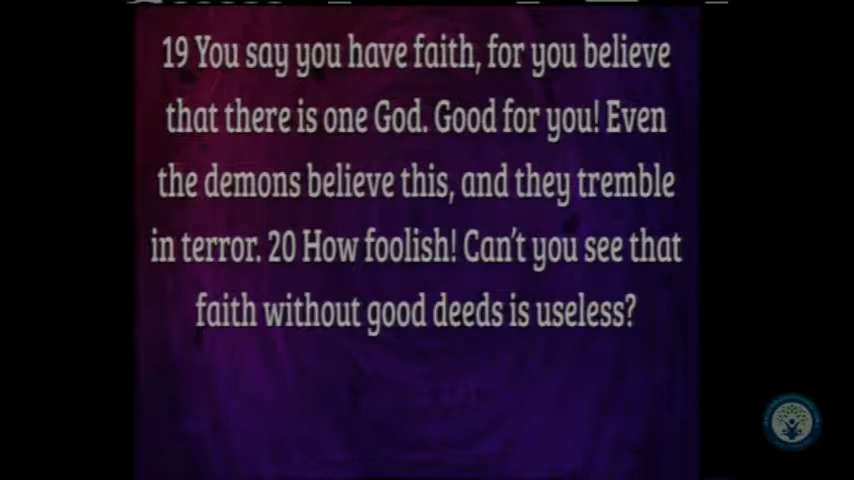 19 You say you have faith, for you believe
that there is one God. Good for you! Even
the demons believe this, and they tremble
in terror. 20 How foolish! Can't you see that
faith without good deeds is useless?